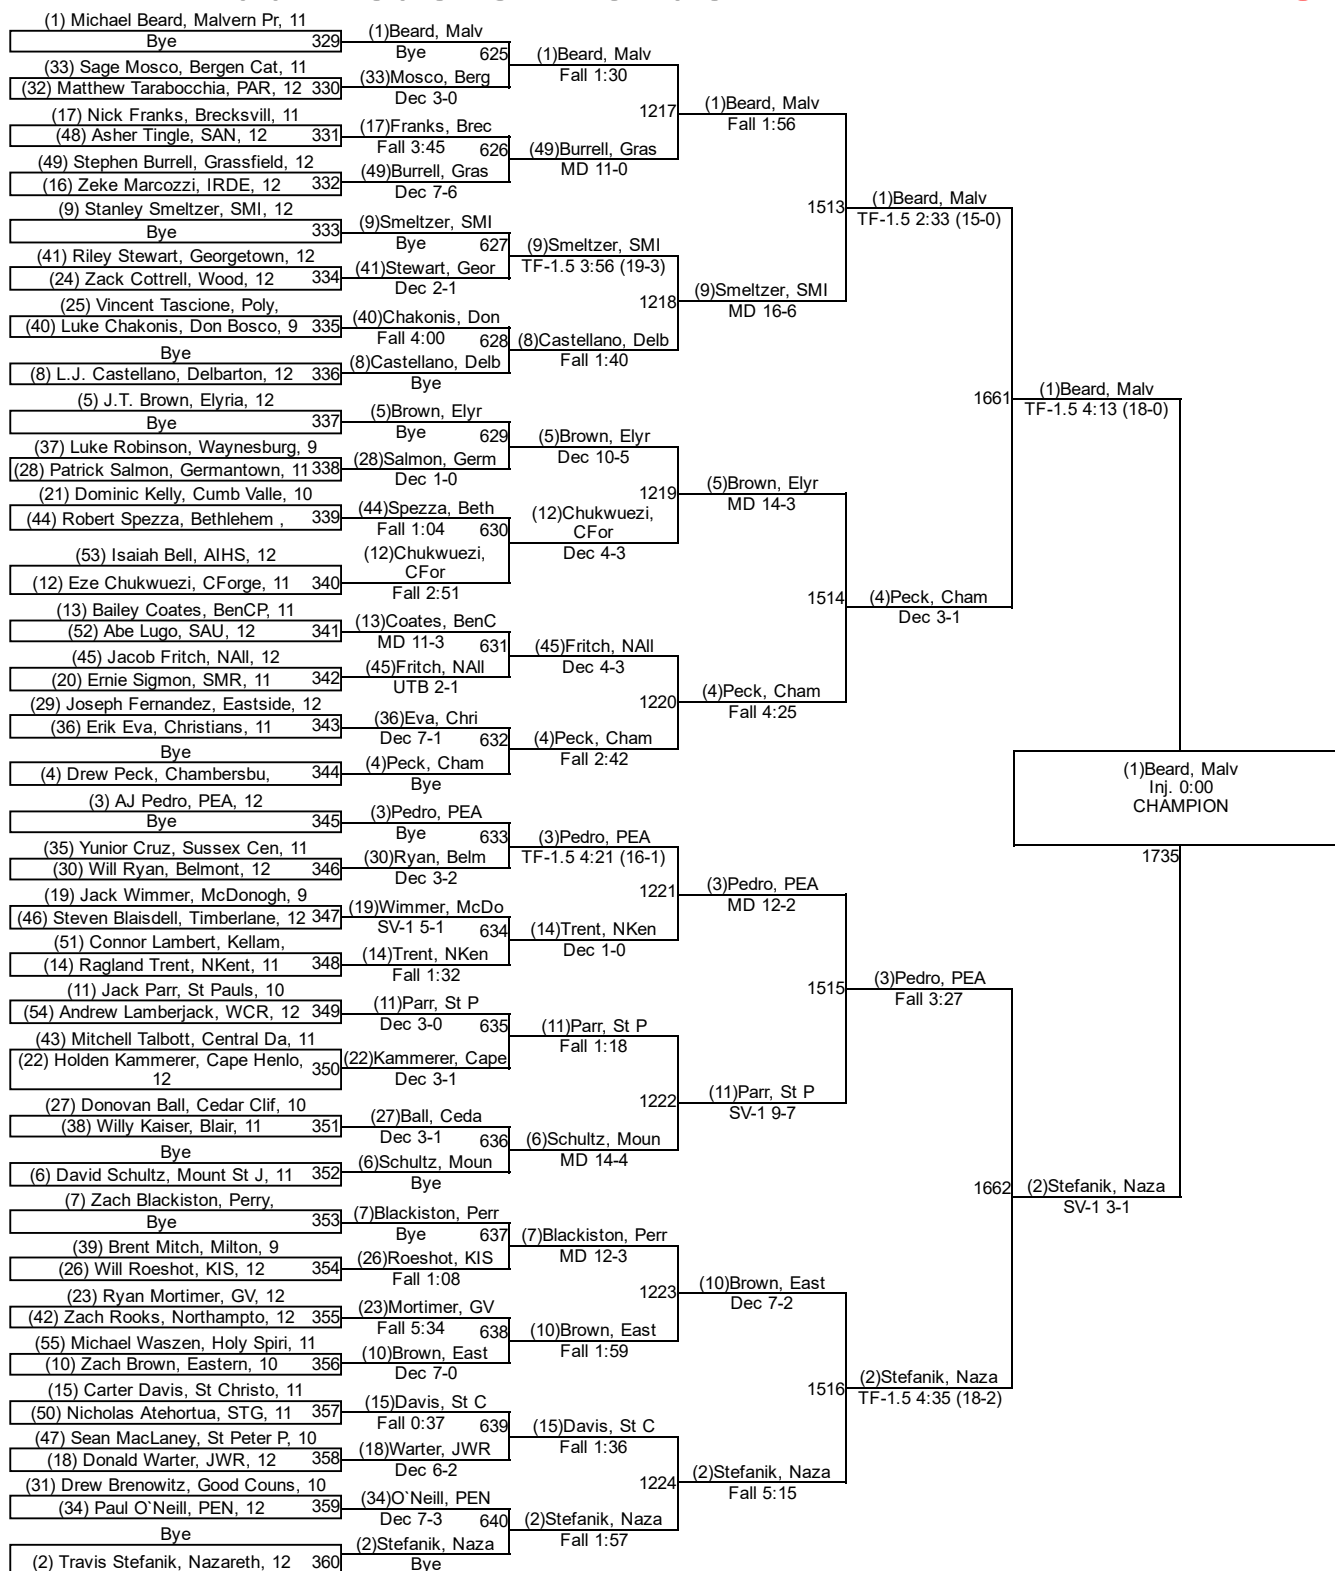 (1) Michael Beard, Malvern Pr, 11
Bye 329
(33) Sage Mosco, Bergen Cat, 11
(32) Matthew Tarabocchia, PAR, 12 330
(17) Nick Franks, Brecksvill, 11
(48) Asher Tingle, SAN, 12 331
(49) Stephen Burrell, Grassfield, 12
(16) Zeke Marcozzi, IRDE, 12 332
(9) Stanley Smeltzer, SMI, 12
Bye 333
(41) Riley Stewart, Georgetown, 12
(24) Zack Cottrell, Wood, 12 334
(25) Vincent Tascione, Poly,
(40) Luke Chakonis, Don Bosco, 9 335
Bye
(8) L.J. Castellano, Delbarton, 12 336
(5) J.T. Brown, Elyria, 12
Bye 337
(37) Luke Robinson, Waynesburg, 9
(28) Patrick Salmon, Germantown, 11 338
(21) Dominic Kelly, Cumb Valle, 10
(44) Robert Spezza, Bethlehem , 339
(53) Isaiah Bell, AIHS, 12
(12) Eze Chukwuezi, CForge, 11 340
(13) Bailey Coates, BenCP, 11
(52) Abe Lugo, SAU, 12 341
(45) Jacob Fritch, NAll, 12
(20) Ernie Sigmon, SMR, 11 342
(29) Joseph Fernandez, Eastside, 12
(36) Erik Eva, Christians, 11 343
Bye
(4) Drew Peck, Chambersbu, 344
(3) AJ Pedro, PEA, 12
Bye 345
(35) Yunior Cruz, Sussex Cen, 11
(30) Will Ryan, Belmont, 12 346
(19) Jack Wimmer, McDonogh, 9
(46) Steven Blaisdell, Timberlane, 12 347
(51) Connor Lambert, Kellam,
(14) Ragland Trent, NKent, 11 348
(11) Jack Parr, St Pauls, 10
(54) Andrew Lamberjack, WCR, 12 349
(43) Mitchell Talbott, Central Da, 11
(22) Holden Kammerer, Cape Henlo,
12 350
(27) Donovan Ball, Cedar Clif, 10
(38) Willy Kaiser, Blair, 11 351
Bye
(6) David Schultz, Mount St J, 11 352
(7) Zach Blackiston, Perry,
Bye 353
(39) Brent Mitch, Milton, 9
(26) Will Roeshot, KIS, 12 354
(23) Ryan Mortimer, GV, 12
(42) Zach Rooks, Northampto, 12 355
(55) Michael Waszen, Holy Spiri, 11
(10) Zach Brown, Eastern, 10 356
(15) Carter Davis, St Christo, 11
(50) Nicholas Atehortua, STG, 11 357
(47) Sean MacLaney, St Peter P, 10
(18) Donald Warter, JWR, 12 358
(31) Drew Brenowitz, Good Couns, 10
(34) Paul O`Neill, PEN, 12 359
Bye
(2) Travis Stefanik, Nazareth, 12 360
(1)Beard, Malv
Bye
625
(33)Mosco, Berg
Dec 3-0
(17)Franks, Brec
Fall 3:45
626
(49)Burrell, Gras
Dec 7-6
(9)Smeltzer, SMI
Bye
627
(41)Stewart, Geor
Dec 2-1
(40)Chakonis, Don
Fall 4:00
628
(8)Castellano, Delb
Bye
(5)Brown, Elyr
Bye
629
(28)Salmon, Germ
Dec 1-0
(44)Spezza, Beth
Fall 1:04
630
(12)Chukwuezi,
CFor
Fall 2:51
(13)Coates, BenC
MD 11-3
631
(45)Fritch, NAll
UTB 2-1
(36)Eva, Chri
Dec 7-1
632
(4)Peck, Cham
Bye
(3)Pedro, PEA
Bye
633
(30)Ryan, Belm
Dec 3-2
(19)Wimmer, McDo
SV-1 5-1
634
(14)Trent, NKen
Fall 1:32
(11)Parr, St P
Dec 3-0
635
(22)Kammerer, Cape
Dec 3-1
(27)Ball, Ceda
Dec 3-1
636
(6)Schultz, Moun
Bye
(7)Blackiston, Perr
Bye
637
(26)Roeshot, KIS
Fall 1:08
(23)Mortimer, GV
Fall 5:34
638
(10)Brown, East
Dec 7-0
(15)Davis, St C
Fall 0:37
639
(18)Warter, JWR
Dec 6-2
(34)O`Neill, PEN
Dec 7-3
640
(2)Stefanik, Naza
Bye
(1)Beard, Malv
Fall 1:30
1217
(49)Burrell, Gras
MD 11-0
(9)Smeltzer, SMI
TF-1.5 3:56 (19-3)
1218
(8)Castellano, Delb
Fall 1:40
(5)Brown, Elyr
Dec 10-5
1219
(12)Chukwuezi,
CFor
Dec 4-3
(45)Fritch, NAll
Dec 4-3
1220
(4)Peck, Cham
Fall 2:42
(3)Pedro, PEA
TF-1.5 4:21 (16-1)
1221
(14)Trent, NKen
Dec 1-0
(11)Parr, St P
Fall 1:18
1222
(6)Schultz, Moun
MD 14-4
(7)Blackiston, Perr
MD 12-3
1223
(10)Brown, East
Fall 1:59
(15)Davis, St C
Fall 1:36
1224
(2)Stefanik, Naza
Fall 1:57
(1)Beard, Malv
Fall 1:56
1513
(9)Smeltzer, SMI
MD 16-6
(5)Brown, Elyr
MD 14-3
1514
(4)Peck, Cham
Fall 4:25
(3)Pedro, PEA
MD 12-2
1515
(11)Parr, St P
SV-1 9-7
(10)Brown, East
Dec 7-2
1516
(2)Stefanik, Naza
Fall 5:15
(1)Beard, Malv
TF-1.5 2:33 (15-0)
1661
(4)Peck, Cham
Dec 3-1
(3)Pedro, PEA
Fall 3:27
1662
(2)Stefanik, Naza
TF-1.5 4:35 (18-2)
(1)Beard, Malv
TF-1.5 4:13 (18-0)
(2)Stefanik, Naza
SV-1 3-1
(1)Beard, Malv
Inj. 0:00
CHAMPION
1735